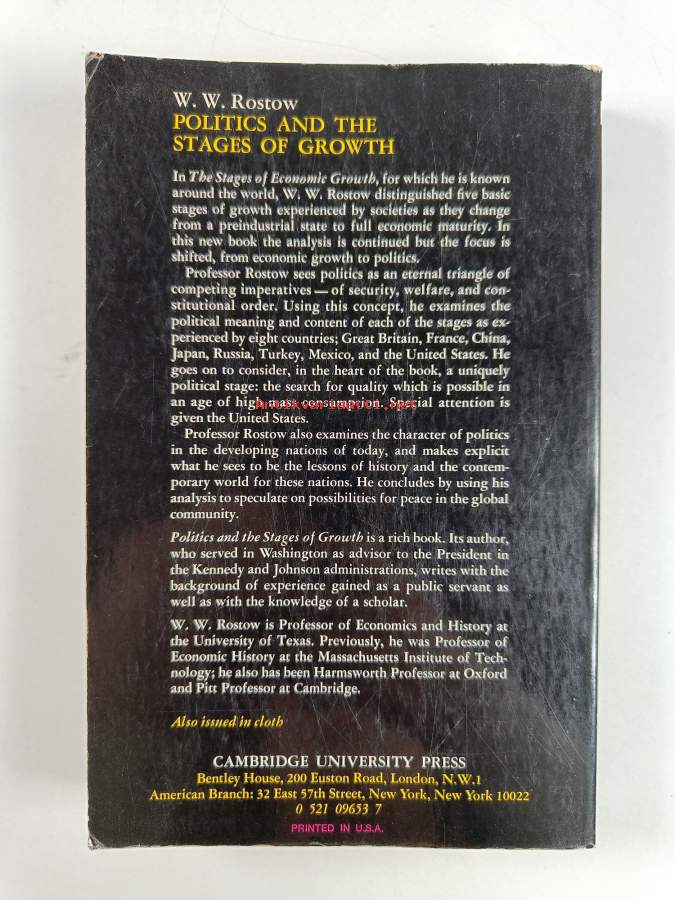 W. W. Rostow
POLITICS AND THE
STAGES OF GROWTH
In The Stages of Economic Growth, for which he is known
around the world, W. W. Rostow distinguished five basic
stages of growth experienced by societies as they change
from a preindustrial state to full economic maturity. In
this new book the analysis is continued but the focus is
shifted, from economic growth to politics.
Professor Rostow sees politics as an eternal triangle of
competing imperatives — of security, welfare, and con-
stitutional order. Using this concept, he examines the
political meaning and content of each of the stages as ex-
perienced by eight countries; Great Britain, France, China,
Japan, Russia, Turkey, Mexico, and the United States. He
goes on to consider, in the heart of the book, a uniquely
political stage: the search for quality which is possible in
an age of high mass consumption. Special attention is
Antikvariaatti.net
given the United States.
Professor Rostow also examines the character of politics
in the developing nations of today, and makes explicit
what he sees to be the lessons of history and the contem-
porary world for these nations. He concludes by using his
analysis to speculate on possibilities for peace in the global
community.
Politics and the Stages of Growth is a rich book. Its author,
who served in Washington as advisor to the President in
the Kennedy and Johnson administrations, writes with the
background of experience gained as a public servant as
well as with the knowledge of a scholar.
W. W. Rostow is Professor of Economics and History at
the University of Texas. Previously, he was Professor of
Economic History at the Massachusetts Institute of Tech-
nology; he also has been Harmsworth Professor at Oxford
and Pitt Professor at Cambridge.
Also issued in cloth
CAMBRIDGE UNIVERSITY PRESS
Bentley House, 200 Euston Road, London, N.W.1
American Branch: 32 East 57th Street, New York, New York 10022
0 521 09653 7
PRINTED IN U.S.A.